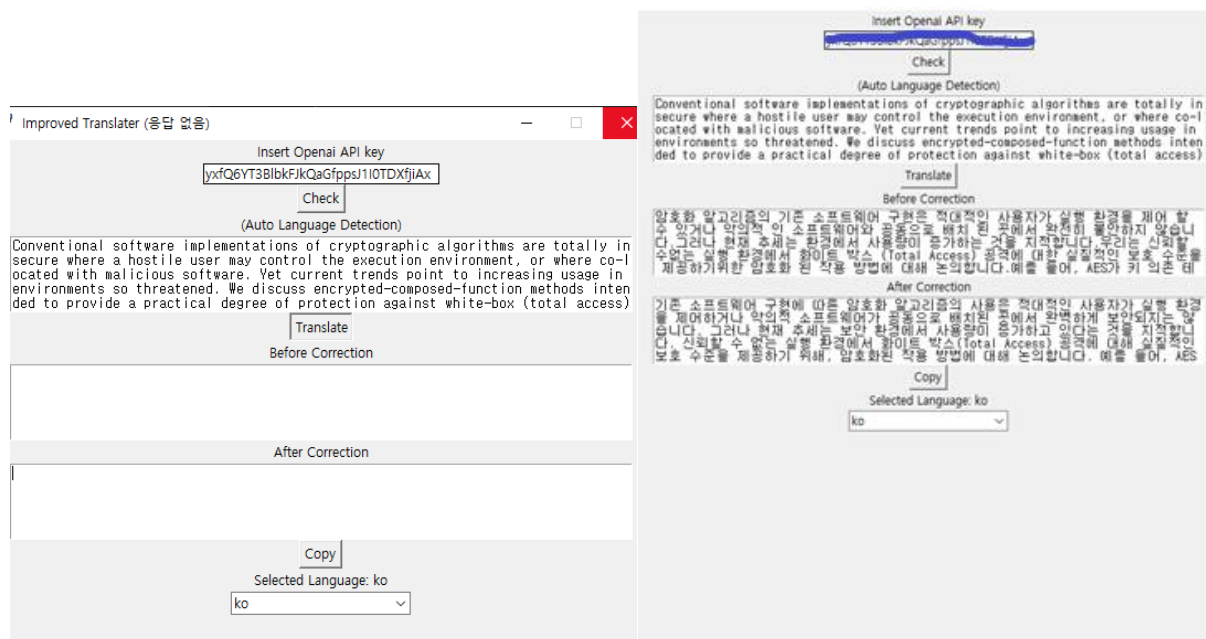 Improved Translater (응답 없음)
Insert Openai API key
yxfQ6YT3BlbkFJkQaGfppsJ1I0TDXfjiAx
Check
(Auto Language Detection)
Conventional software implementations of cryptographic algorithms are totally in
secure where a hostile user may control the execution environment, or where co-l
ocated with malicious software. Yet current trends point to increasing usage in
environments so threatened. We discuss encrypted-composed-function methods inten
ded to provide a practical degree of protection against white-box (total access)
Translate
Before Correction
After Correction
Copy
Selected Language: ko
ko
Insert Openai API key
Check
(Auto Language Detection)
Conventional software implementations of cryptographic algorithms are totally in
secure where a hostile user may control the execution environment, or where co-l
ocated with malicious software. Yet current trends point to increasing usage in
environments so threatened. We discuss encrypted-composed-function methods inten
ded to provide a practical degree of protection against white-box (total access)
Translate
Before Correction
암호화 알고리즘의 기존 소프트웨어 구현은 적대적인 사용자가 실행 환경을 제어 할
수 있거나 악의적 인 소프트웨어와 공동으로 배치 된 곳에서 완전히 불안하지 않습니
다.그러나 현재 추세는 환경에서 사용량이 증가하는 것을 지적합니다.우리는 신뢰할
수없는 실행 환경에서 화이트 박스 (Total Access) 공격에 대한 실질적인 보호 수준을
제공하기위한 암호화 된 작용 방법에 대해 논의합니다.예를 들어, AES가 키 의존 테
After Correction
기존 소프트웨어 구현에 따른 암호화 알고리즘의 사용은 적대적인 사용자가 실행 환경
을 제어하거나 악의적 소프트웨어가 공동으로 배치된 곳에서 완벽하게 보안되지는 않
습니다. 그러나 현재 추세는 보안 환경에서 사용량이 증가하고 있다는 것을 지적합니
다. 신뢰할 수 없는 실행 환경에서 화이트 박스(Total Access) 공격에 대해 실질적인
보호 수준을 제공하기 위해, 암호화된 작용 방법에 대해 논의합니다. 예를 들어, AES
Copy
Selected Language: ko
ko